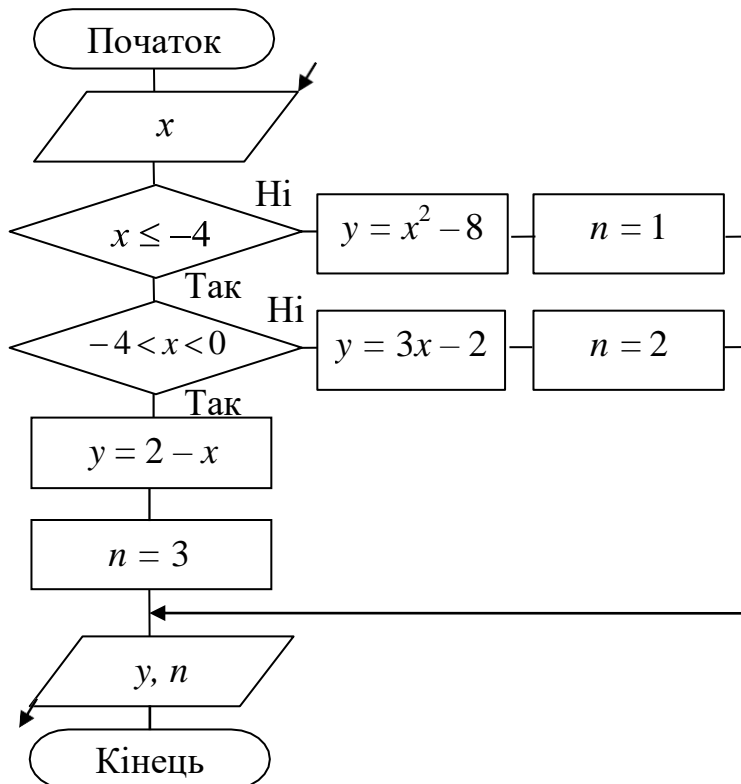 Початок
x
x ≤ −4
Ні
y = x² − 8
n = 1
Так
−4 < x < 0
Ні
y = 3x − 2
n = 2
Так
y = 2 − x
n = 3
y, n
Кінець